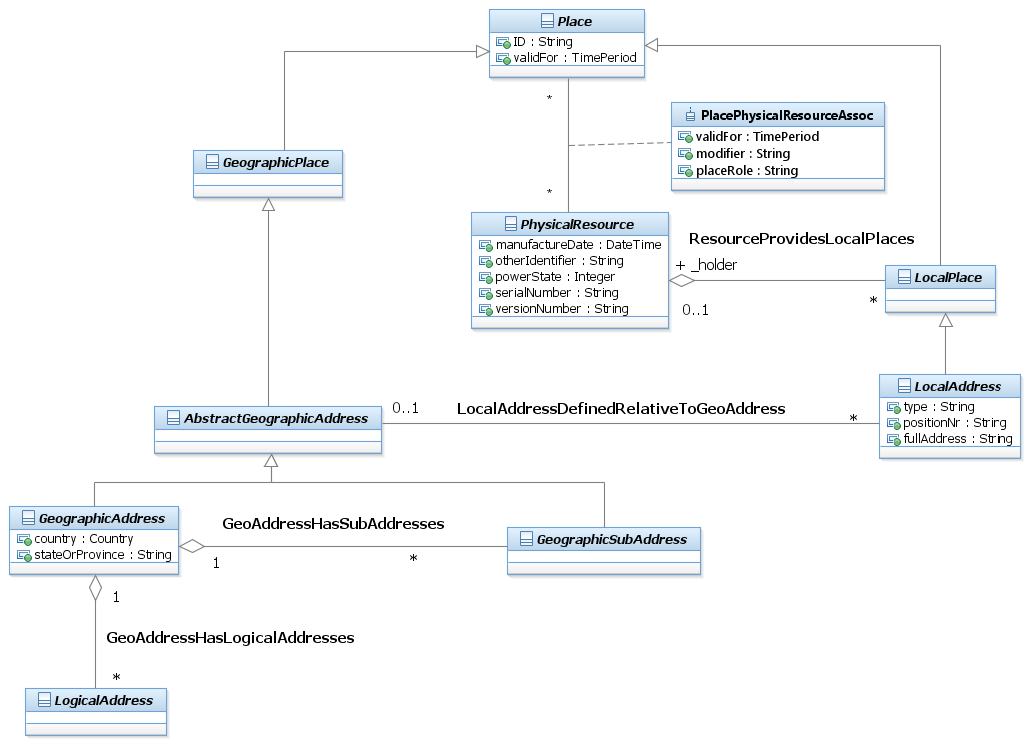 Place
ID : String
validFor : TimePeriod
*
PlacePhysicalResourceAssoc
validFor : TimePeriod
modifier : String
placeRole : String
*
GeographicPlace
PhysicalResource
manufactureDate : DateTime
otherIdentifier : String
powerState : Integer
serialNumber : String
versionNumber : String
ResourceProvidesLocalPlaces
+ _holder
0..1
*
LocalPlace
LocalAddress
type : String
positionNr : String
fullAddress : String
AbstractGeographicAddress
0..1
LocalAddressDefinedRelativeToGeoAddress
*
GeographicAddress
country : Country
stateOrProvince : String
GeoAddressHasSubAddresses
1
*
GeographicSubAddress
1
GeoAddressHasLogicalAddresses
*
LogicalAddress